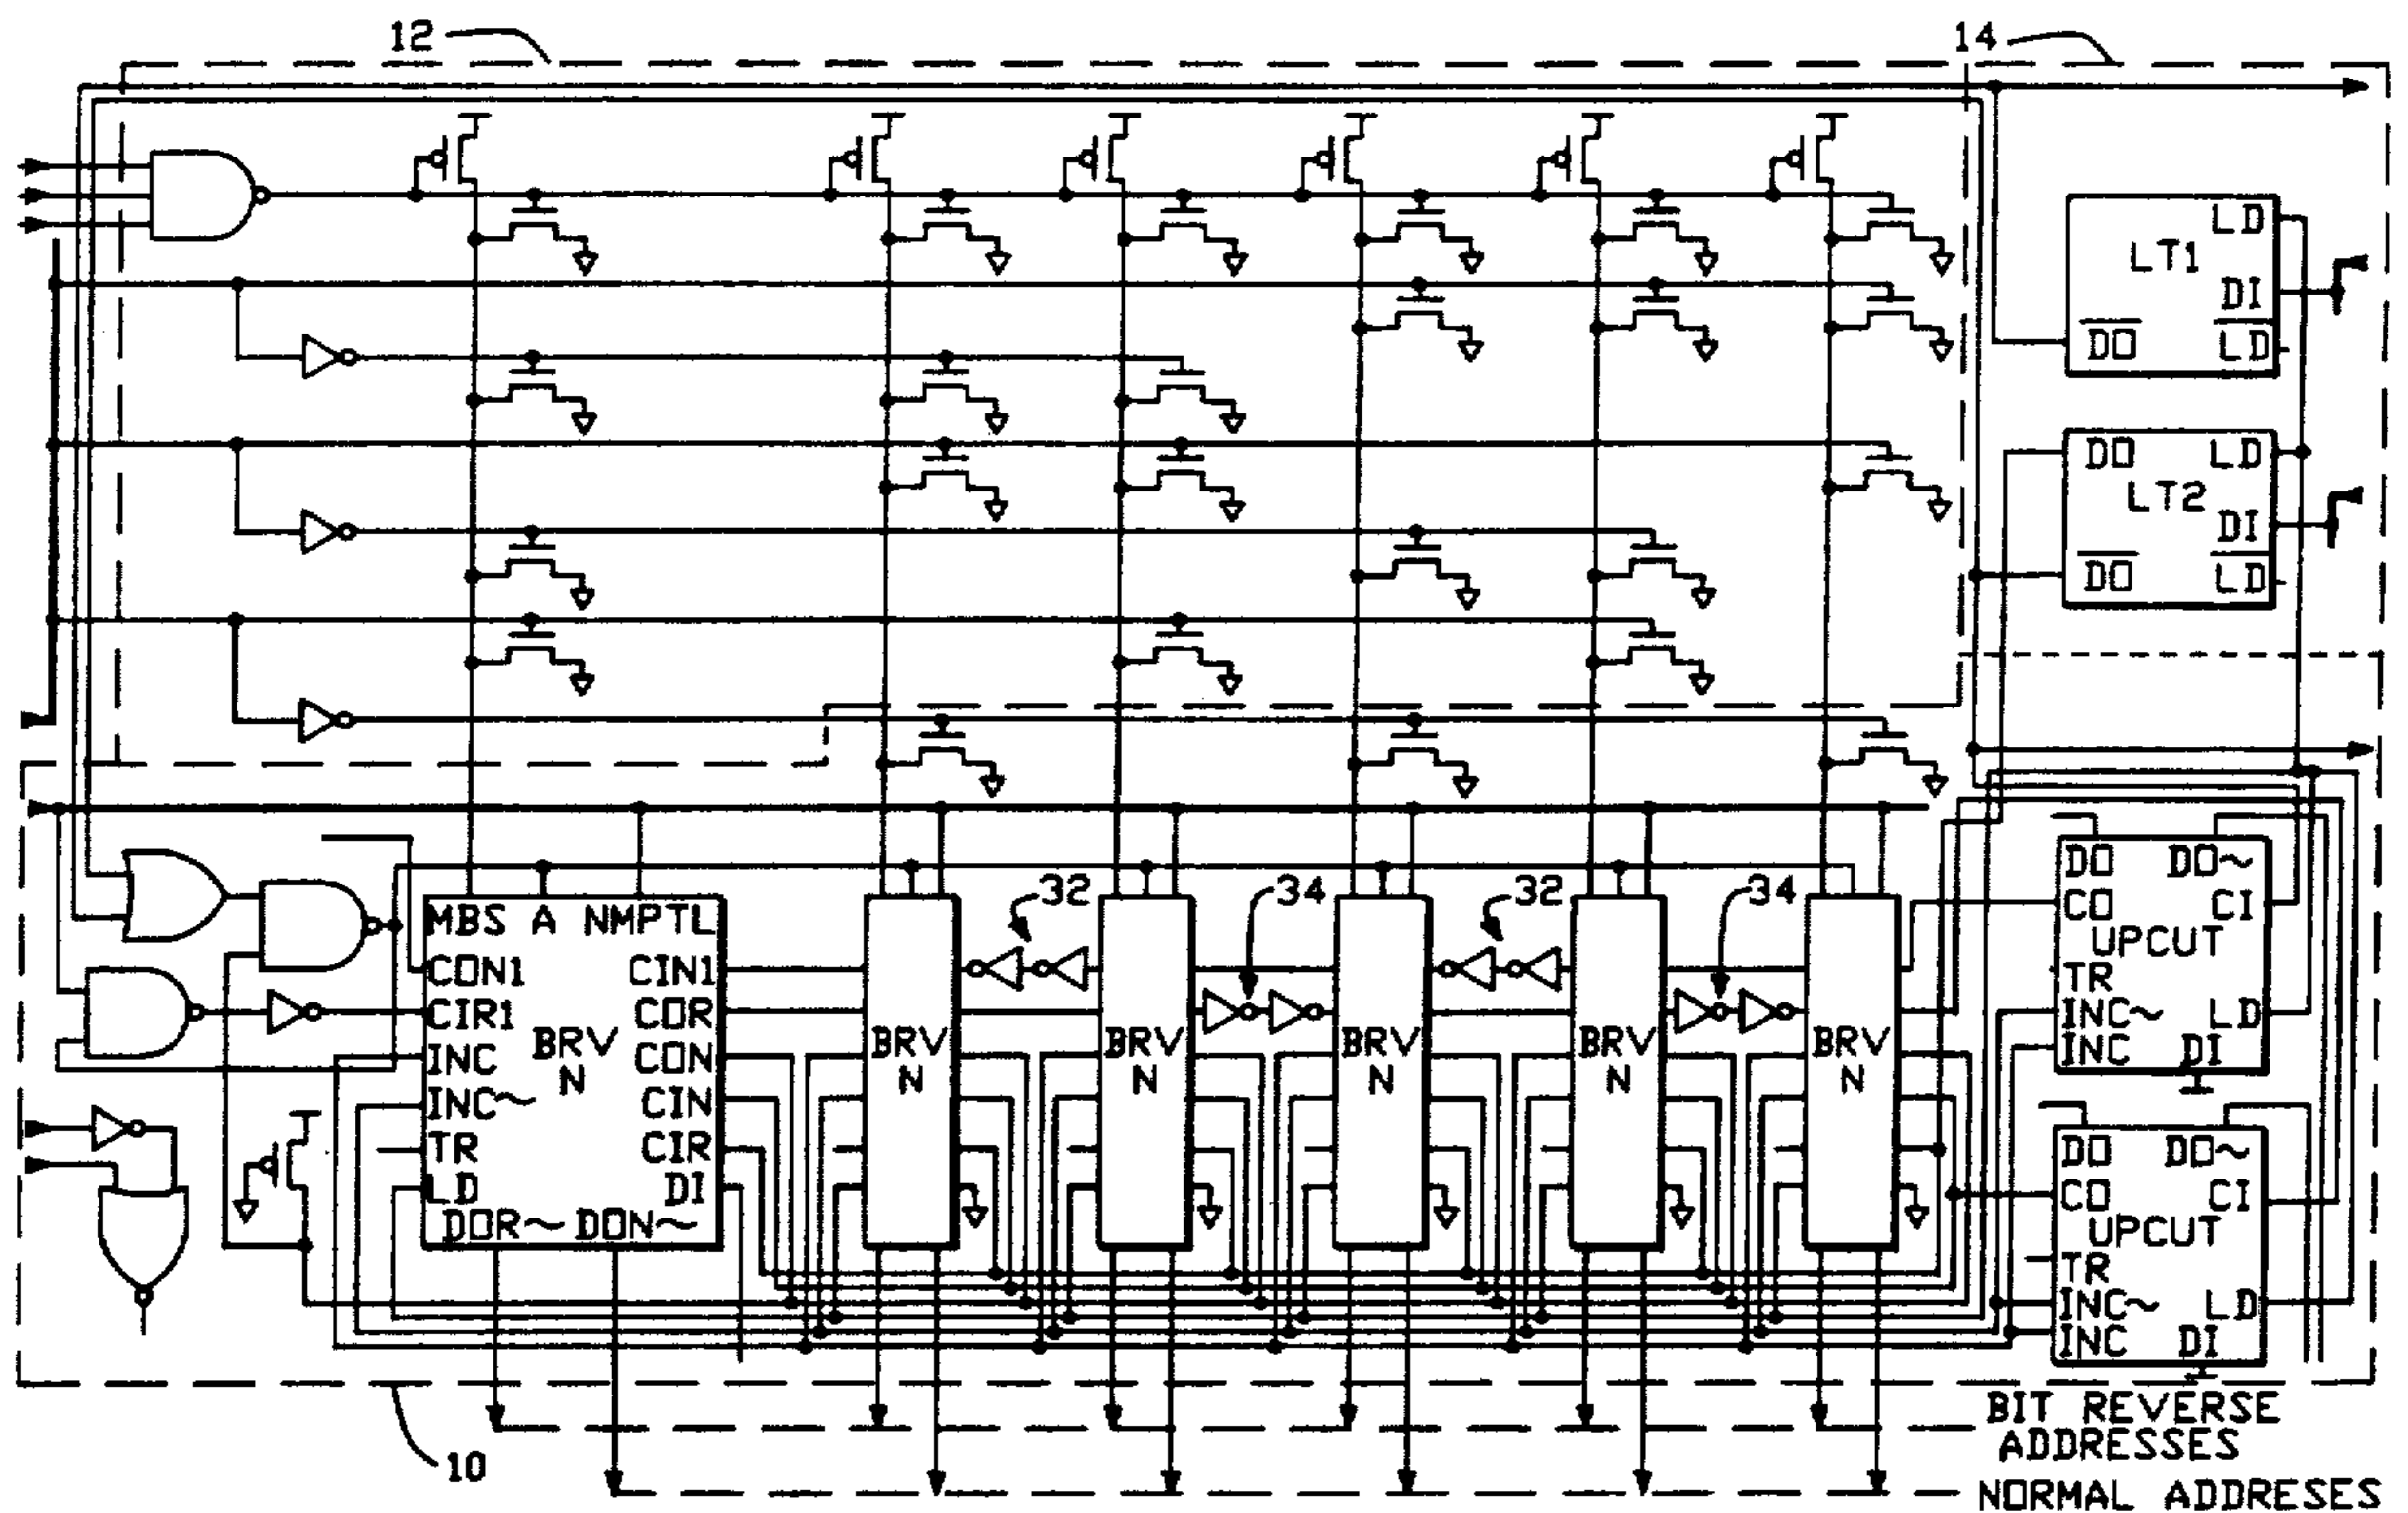 12
14
LD
LT1
DI
DO
LD
DO
LD
LT2
DI
DO
LD
32
34
32
34
MBS A NMPTL
CON1 CIN1
CIR1 COR
BRV
N
INC CON
INC~ CIN
TR CIR
LD DI
DOR~ DON~
BRV
N
BRV
N
BRV
N
BRV
N
BRV
N
DO DO~
CO CI
UPCUT
TR
INC~ LD
INC DI
DO DO~
CO CI
UPCUT
TR
INC~ LD
INC DI
10
BIT REVERSE
ADDRESSES
NORMAL ADDRESES